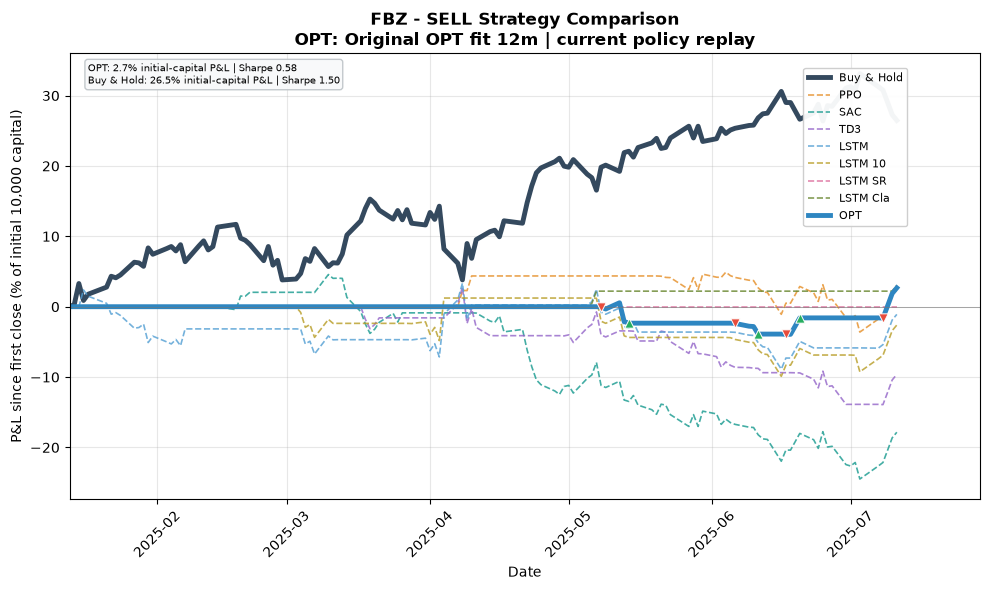 FBZ - SELL Strategy Comparison
OPT: Original OPT fit 12m | current policy replay
OPT: 2.7% initial-capital P&L | Sharpe 0.58
Buy & Hold: 26.5% initial-capital P&L | Sharpe 1.50
Buy & Hold
PPO
SAC
TD3
LSTM
LSTM 10
LSTM SR
LSTM Cla
OPT
P&L since first close (% of initial 10,000 capital)
30
20
10
0
−10
−20
2025-02
2025-03
2025-04
2025-05
2025-06
2025-07
Date